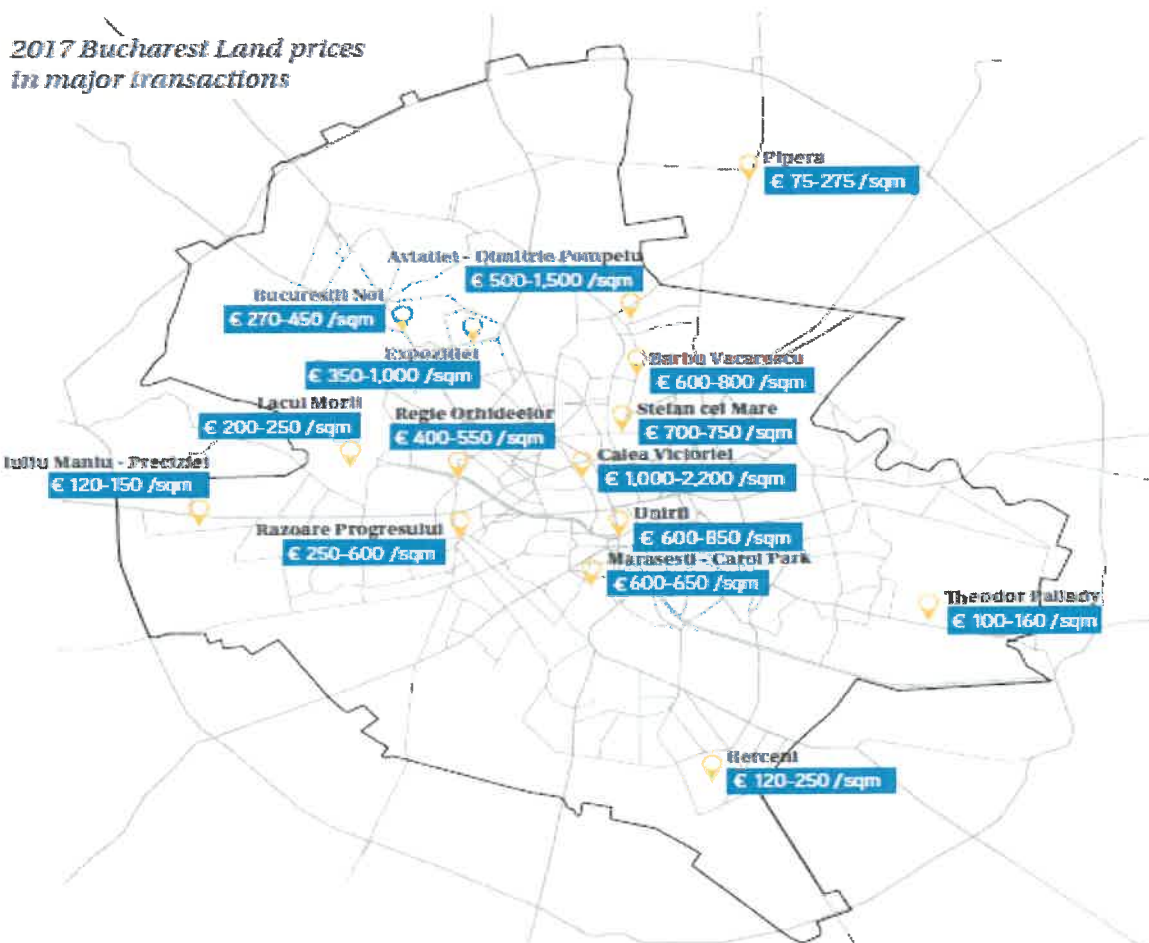 2017 Bucharest Land prices
in major transactions
Pipera
€ 75-275 /sqm
Aviatiei - Dimitrie Pompeiu
€ 500-1,500 /sqm
Bucurestii Noi
€ 270-450 /sqm
Expozitiei
€ 350-1,000 /sqm
Barbu Vacarescu
€ 600-800 /sqm
Lacul Morii
€ 200-250 /sqm
Regie Orhideelor
€ 400-550 /sqm
Stefan cel Mare
€ 700-750 /sqm
Calea Victoriei
€ 1,000-2,200 /sqm
Iuliu Maniu - Preciziei
€ 120-150 /sqm
Razoare Progresului
€ 250-600 /sqm
Unirii
€ 600-850 /sqm
Marasesti - Carol Park
€ 600-650 /sqm
Theodor Pallady
€ 100-160 /sqm
Berceni
€ 120-250 /sqm